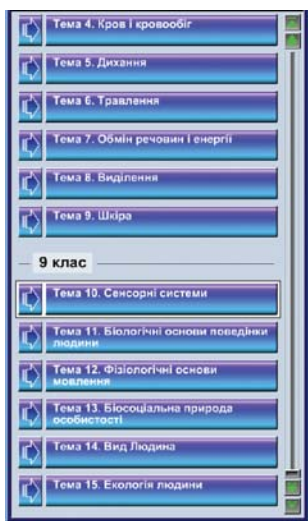 Тема 4. Кров і кровообіг
Тема 5. Дихання
Тема 6. Травлення
Тема 7. Обмін речовин і енергії
Тема 8. Виділення
Тема 9. Шкіра
9 клас
Тема 10. Сенсорні системи
Тема 11. Біологічні основи поведінки
людини
Тема 12. Фізіологічні основи
мовлення
Тема 13. Біосоціальна природа
особистості
Тема 14. Вид Людина
Тема 15. Екологія людини